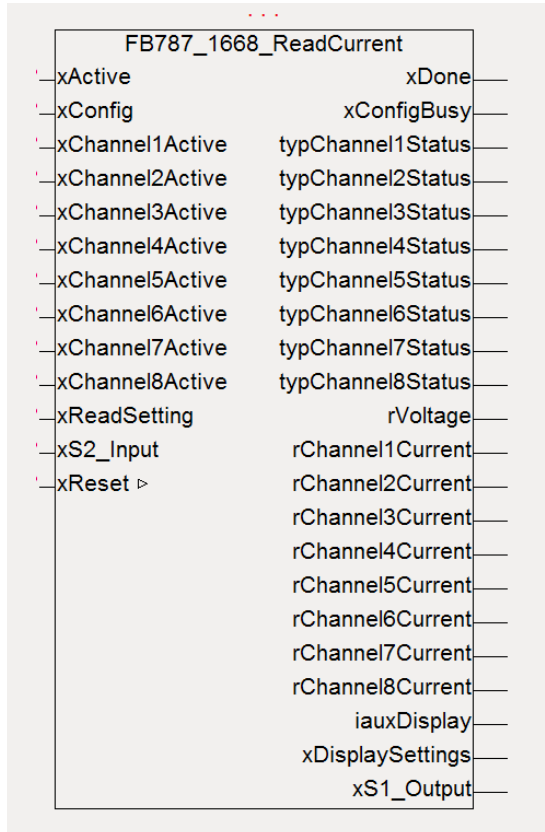 ...
FB787_1668_ReadCurrent
xActive xDone
xConfig xConfigBusy
xChannel1Active typChannel1Status
xChannel2Active typChannel2Status
xChannel3Active typChannel3Status
xChannel4Active typChannel4Status
xChannel5Active typChannel5Status
xChannel6Active typChannel6Status
xChannel7Active typChannel7Status
xChannel8Active typChannel8Status
xReadSetting rVoltage
xS2_Input rChannel1Current
xReset ▹ rChannel2Current
rChannel3Current
rChannel4Current
rChannel5Current
rChannel6Current
rChannel7Current
rChannel8Current
iauxDisplay
xDisplaySettings
xS1_Output